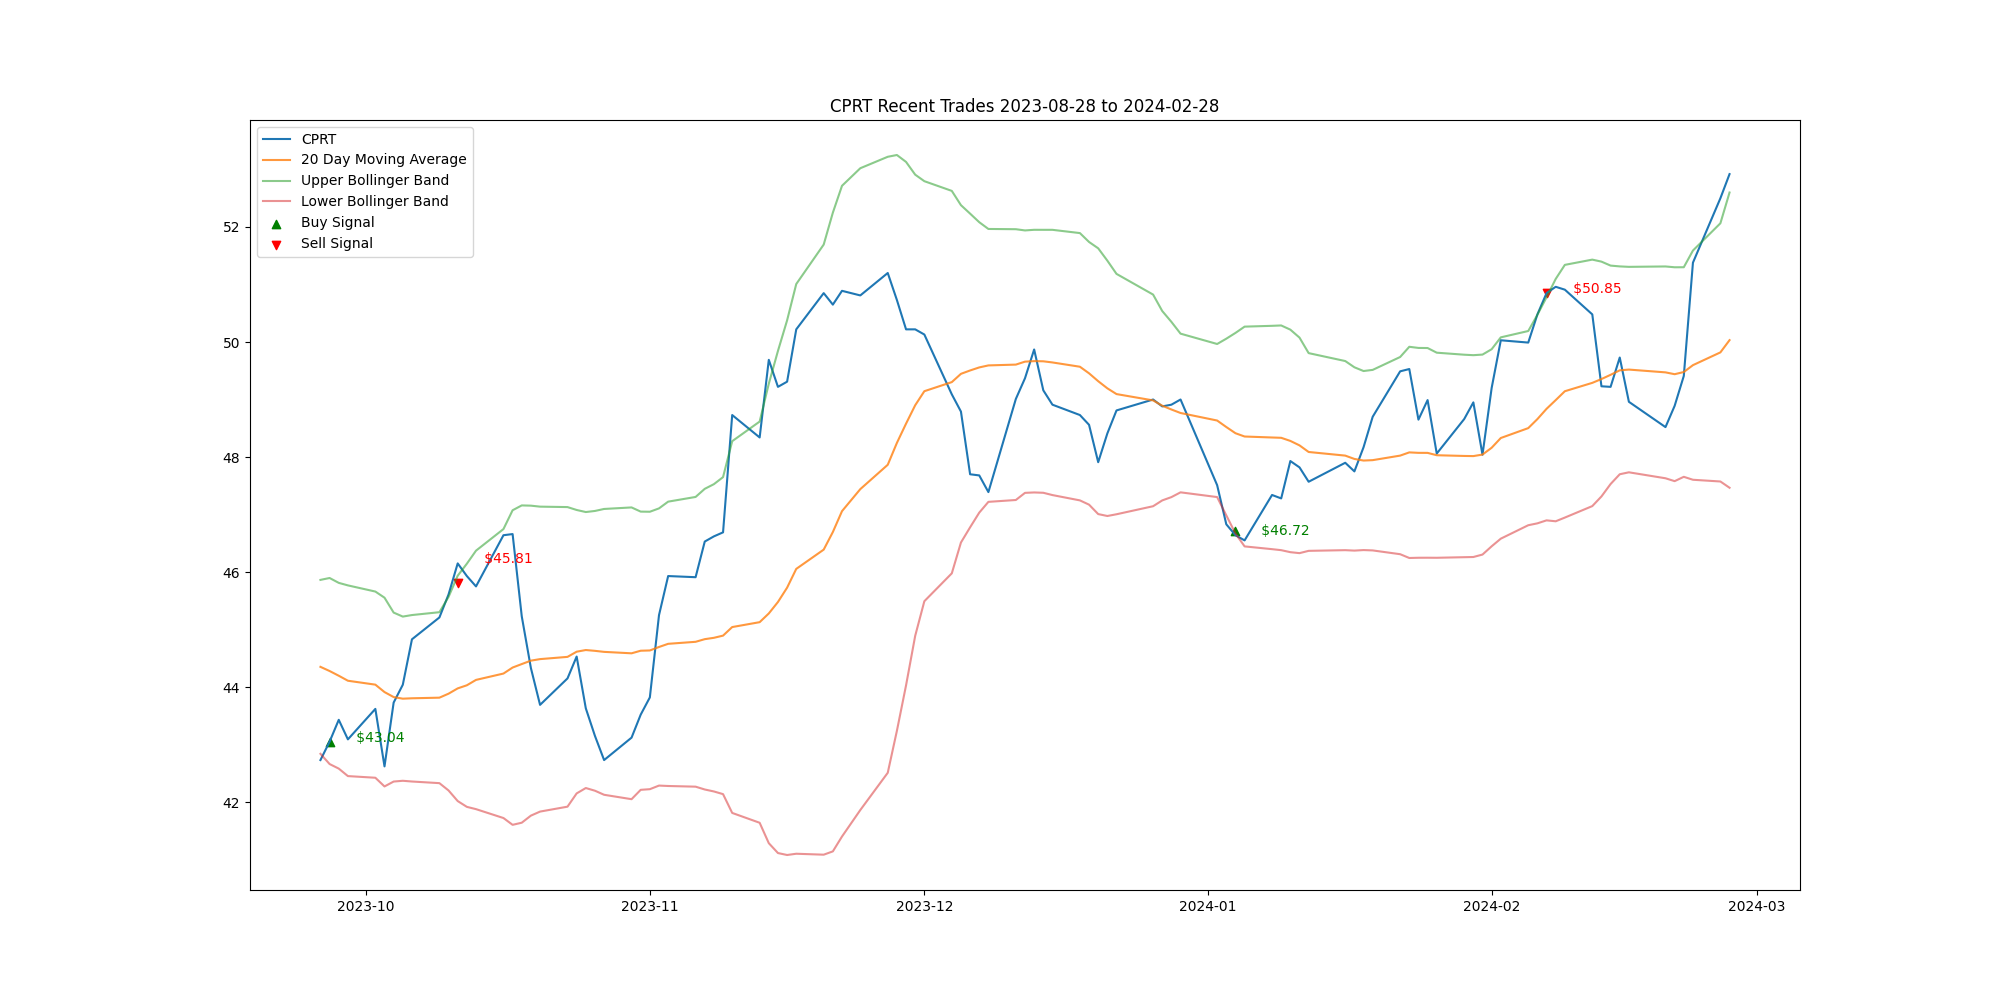 CPRT Recent Trades 2023-08-28 to 2024-02-28
CPRT
20 Day Moving Average
Upper Bollinger Band
Lower Bollinger Band
Buy Signal
Sell Signal
52
50
48
46
44
42
$43.04
$45.81
$46.72
$50.85
2023-10
2023-11
2023-12
2024-01
2024-02
2024-03